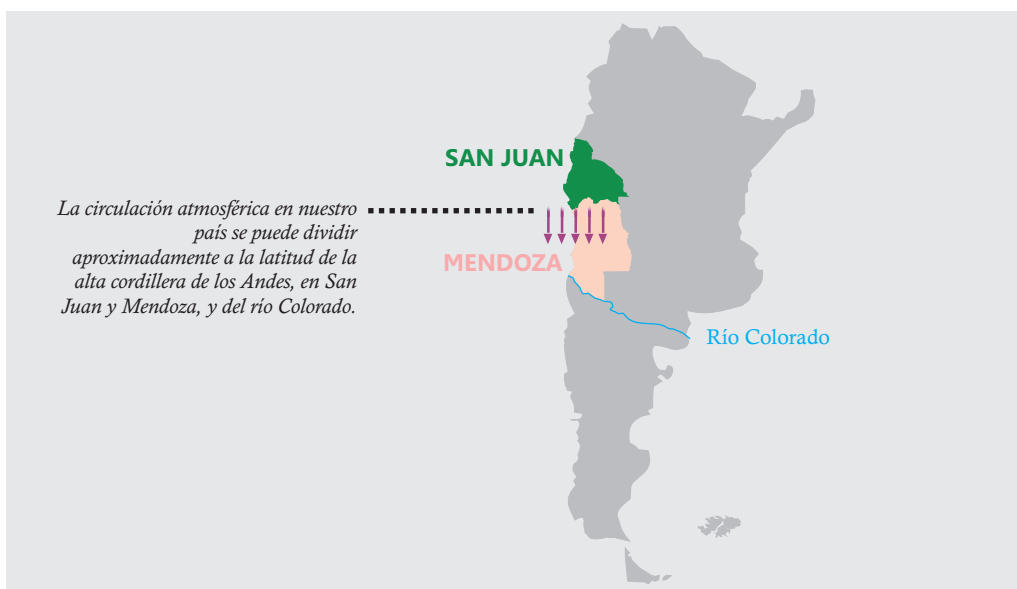 SAN JUAN
La circulación atmosférica en nuestro
país se puede dividir
aproximadamente a la latitud de la
alta cordillera de los Andes, en San
Juan y Mendoza, y del río Colorado.
MENDOZA
Río Colorado